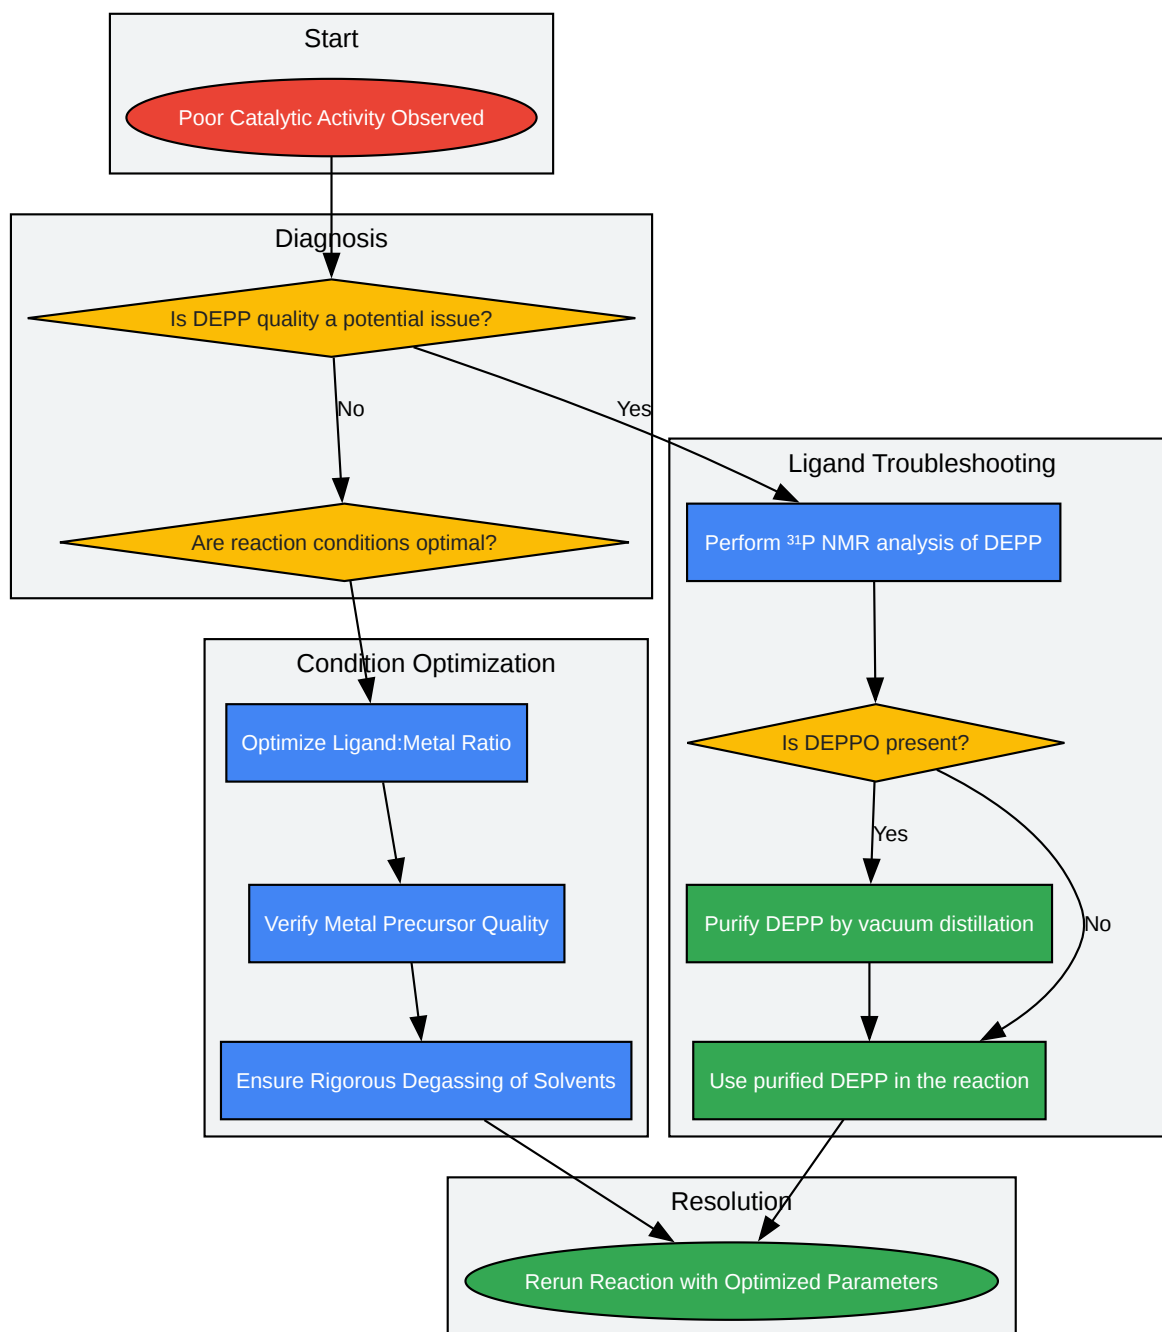 Start
Poor Catalytic Activity Observed
Diagnosis
Is DEPP quality a potential issue?
No
Yes
Are reaction conditions optimal?
Ligand Troubleshooting
Perform ³¹P NMR analysis of DEPP
Condition Optimization
Optimize Ligand:Metal Ratio
Is DEPPO present?
Yes
No
Verify Metal Precursor Quality
Purify DEPP by vacuum distillation
Ensure Rigorous Degassing of Solvents
Use purified DEPP in the reaction
Resolution
Rerun Reaction with Optimized Parameters